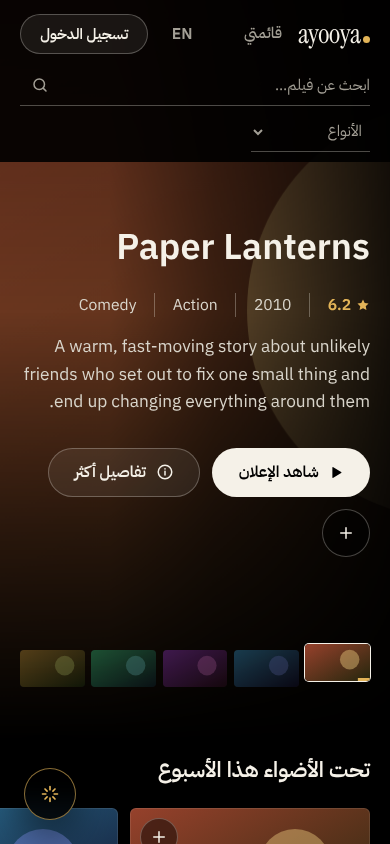 ayooya
قائمتي
EN
تسجيل الدخول
ابحث عن فيلم...
الأنواع
Paper Lanterns
6.2
2010
Action
Comedy
A warm, fast-moving story about unlikely
friends who set out to fix one small thing and
end up changing everything around them.
شاهد الإعلان
تفاصيل أكثر
تحت الأضواء هذا الأسبوع